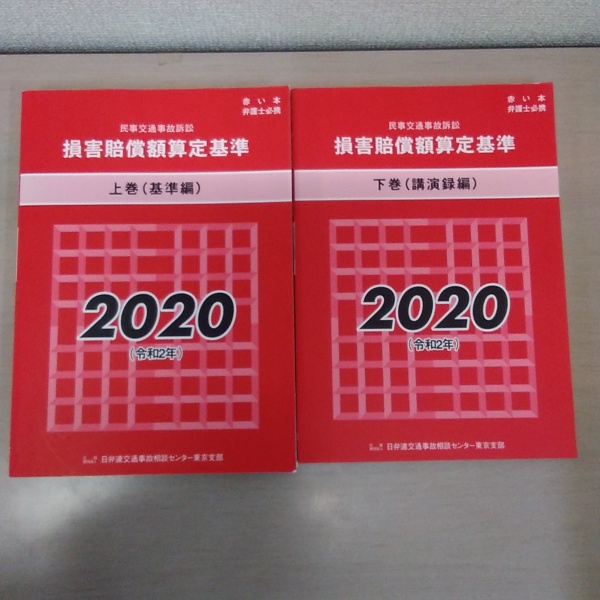 赤い本
弁護士必携
民事交通事故訴訟
損害賠償額算定基準
上巻(基準編)
2020
(令和2年)
日弁連交通事故相談センター東京支部
赤い本
弁護士必携
民事交通事故訴訟
損害賠償額算定基準
下巻(講演録編)
2020
(令和2年)
日弁連交通事故相談センター東京支部